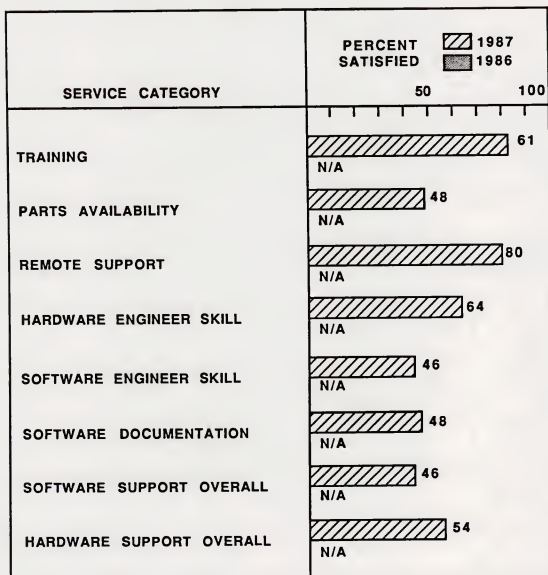 PERCENT SATISFIED
1987
1986
SERVICE CATEGORY
50 100
TRAINING 61
N/A
PARTS AVAILABILITY 48
N/A
REMOTE SUPPORT 80
N/A
HARDWARE ENGINEER SKILL 64
N/A
SOFTWARE ENGINEER SKILL 46
N/A
SOFTWARE DOCUMENTATION 48
N/A
SOFTWARE SUPPORT OVERALL 46
N/A
HARDWARE SUPPORT OVERALL 54
N/A